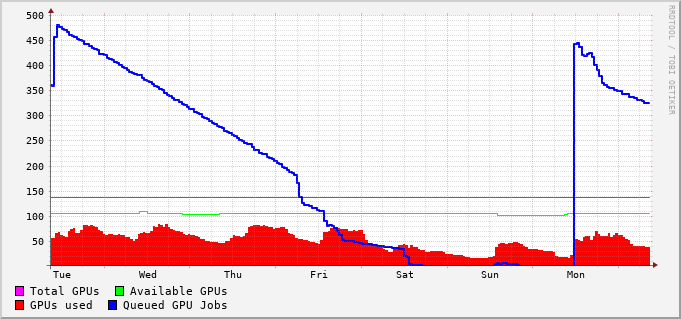 500
450
400
350
300
250
200
150
100
50
Tue Wed Thu Fri Sat Sun Mon
Total GPUs Available GPUs
GPUs used Queued GPU Jobs
RRDTOOL / TOBI OETIKER